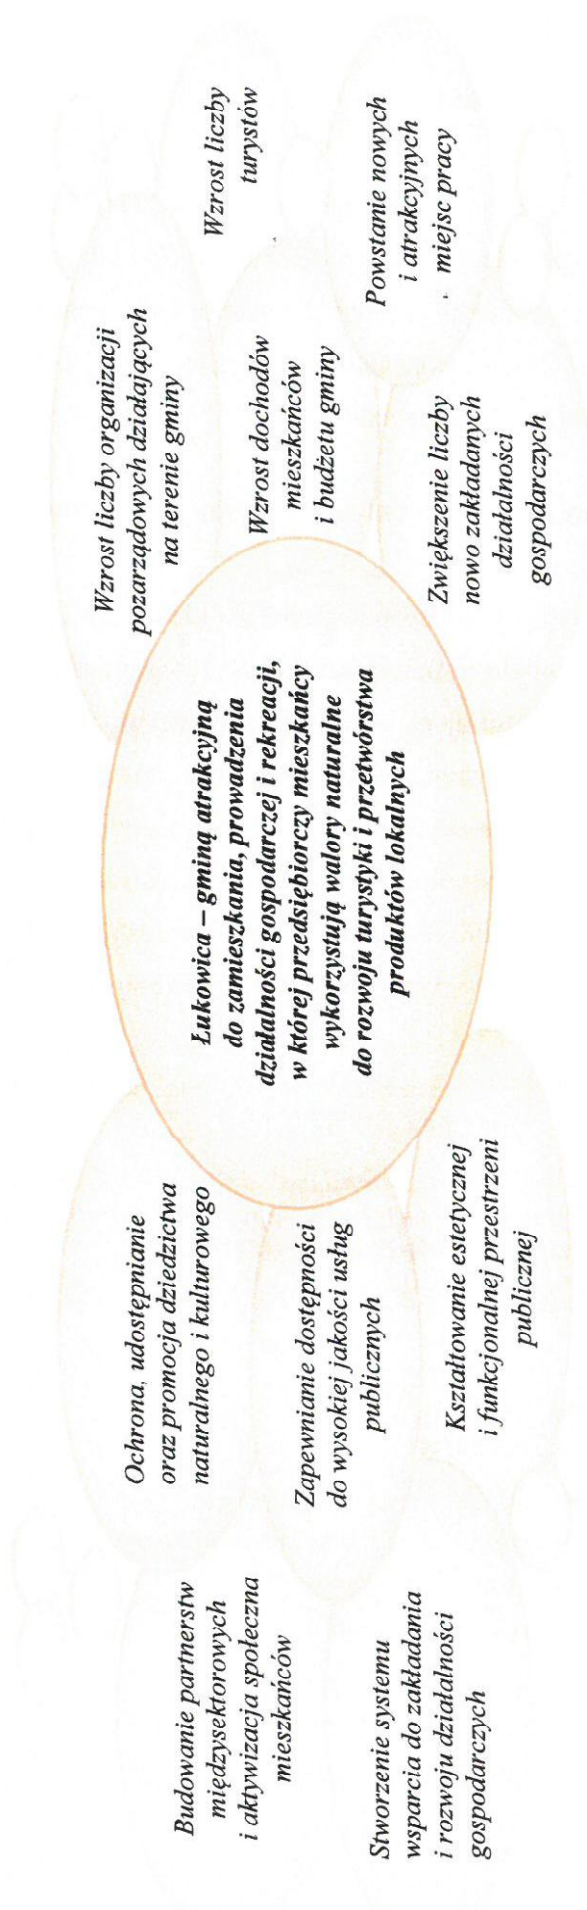 Budowanie partnerstw
międzysektorowych
i aktywizacja społeczna
mieszkańców
Stworzenie systemu
wsparcia do zakładania
i rozwoju działalności
gospodarczych
Ochrona, udostępnianie
oraz promocja dziedzictwa
naturalnego i kulturowego
Zapewnianie dostępności
do wysokiej jakości usług
publicznych
Kształtowanie estetycznej
i funkcjonalnej przestrzeni
publicznej
Łukowica – gminą atrakcyjną
do zamieszkania, prowadzenia
działalności gospodarczej i rekreacji,
w której przedsiębiorczy mieszkańcy
wykorzystują walory naturalne
do rozwoju turystyki i przetwórstwa
produktów lokalnych
Wzrost liczby organizacji
pozarządowych działających
na terenie gminy
Wzrost dochodów
mieszkańców
i budżetu gminy
Zwiększenie liczby
nowo zakładanych
działalności
gospodarczych
Wzrost liczby
turystów
Powstanie nowych
i atrakcyjnych
miejsc pracy